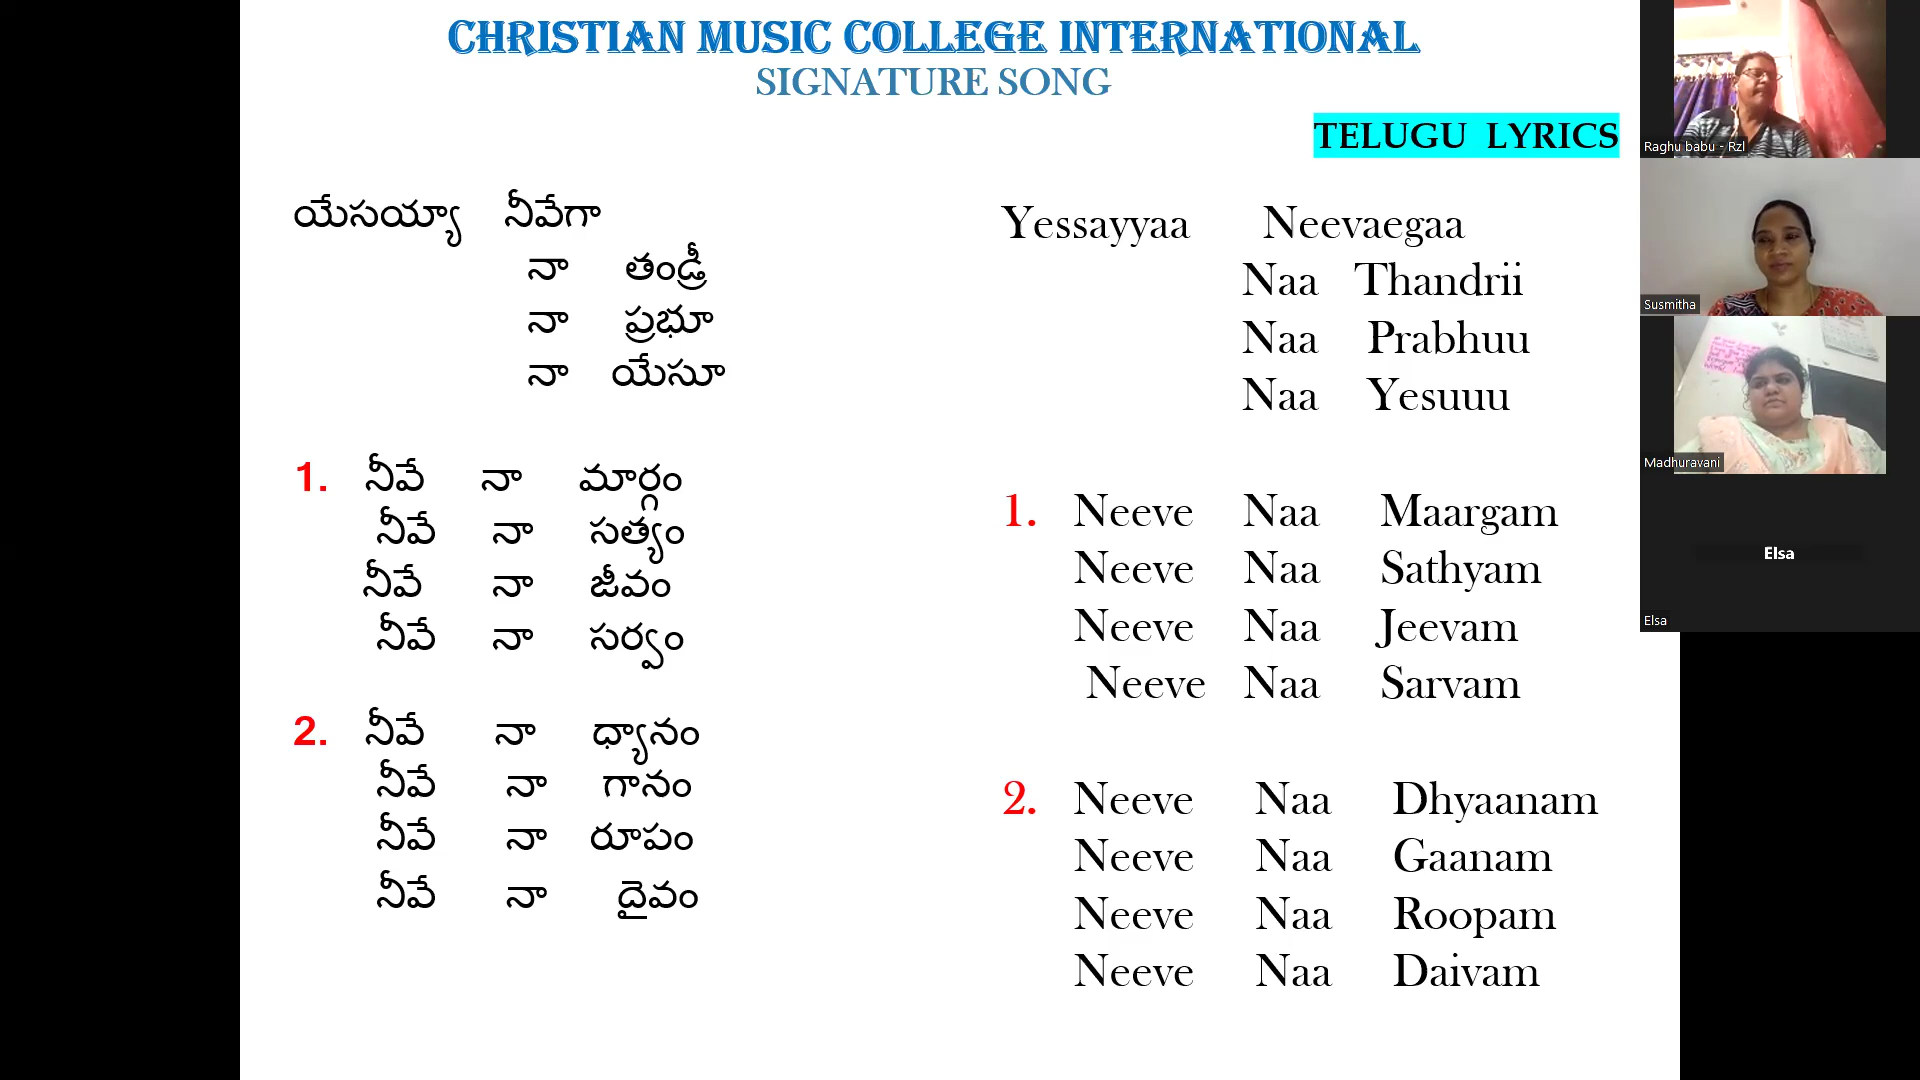 CHRISTIAN MUSIC COLLEGE INTERNATIONAL
SIGNATURE SONG
TELUGU LYRICS
యేసయ్యా నీవేగా
నా తండ్రీ
నా ప్రభూ
నా యేసూ
1. నీవే నా మార్గం
నీవే నా సత్యం
నీవే నా జీవం
నీవే నా సర్వం
2. నీవే నా ధ్యానం
నీవే నా గానం
నీవే నా రూపం
నీవే నా దైవం
Yessayyaa Neevaegaa
Naa Thandrii
Naa Prabhuu
Naa Yesuuu
1. Neeve Naa Maargam
Neeve Naa Sathyam
Neeve Naa Jeevam
Neeve Naa Sarvam
2. Neeve Naa Dhyaanam
Neeve Naa Gaanam
Neeve Naa Roopam
Neeve Naa Daivam
Raghu babu - Rzl
Susmitha
Madhuravani
Elsa
Elsa